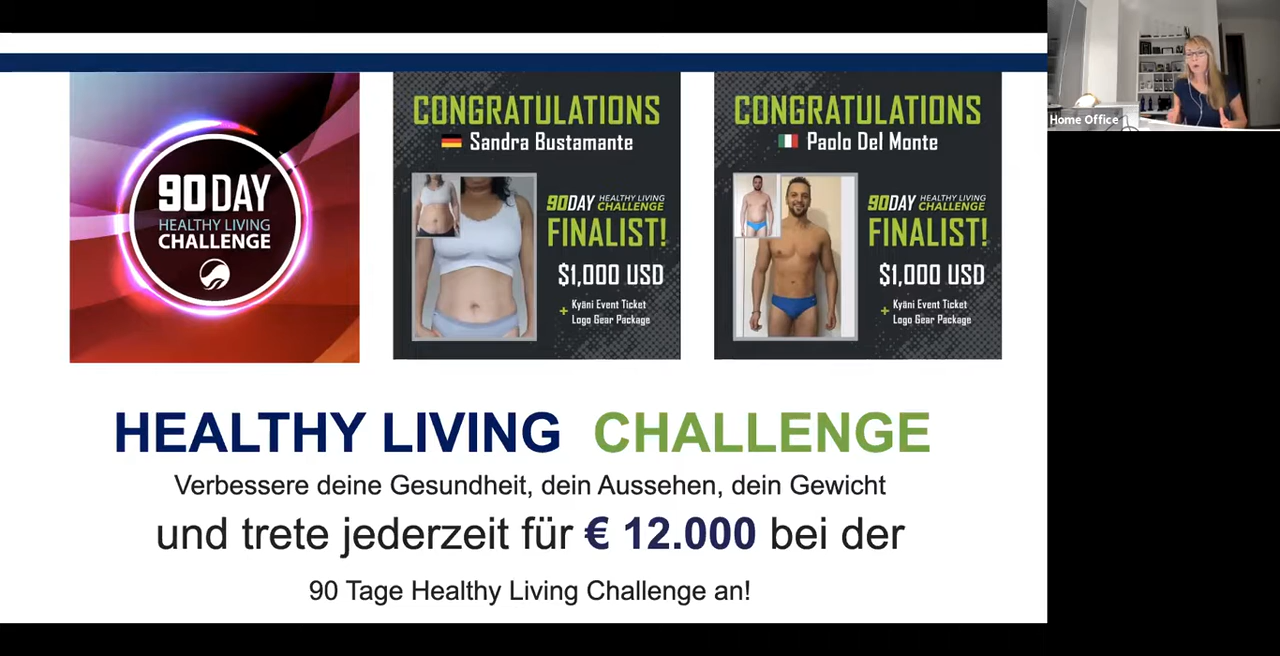 90 DAY
HEALTHY LIVING
CHALLENGE
CONGRATULATIONS
Sandra Bustamante
90DAY HEALTHY LIVING CHALLENGE
FINALIST!
$1,000 USD
+ Kyäni Event Ticket
Logo Gear Package
CONGRATULATIONS
Paolo Del Monte
90DAY HEALTHY LIVING CHALLENGE
FINALIST!
$1,000 USD
+ Kyäni Event Ticket
Logo Gear Package
Home Office
HEALTHY LIVING CHALLENGE
Verbessere deine Gesundheit, dein Aussehen, dein Gewicht
und trete jederzeit für € 12.000 bei der
90 Tage Healthy Living Challenge an!